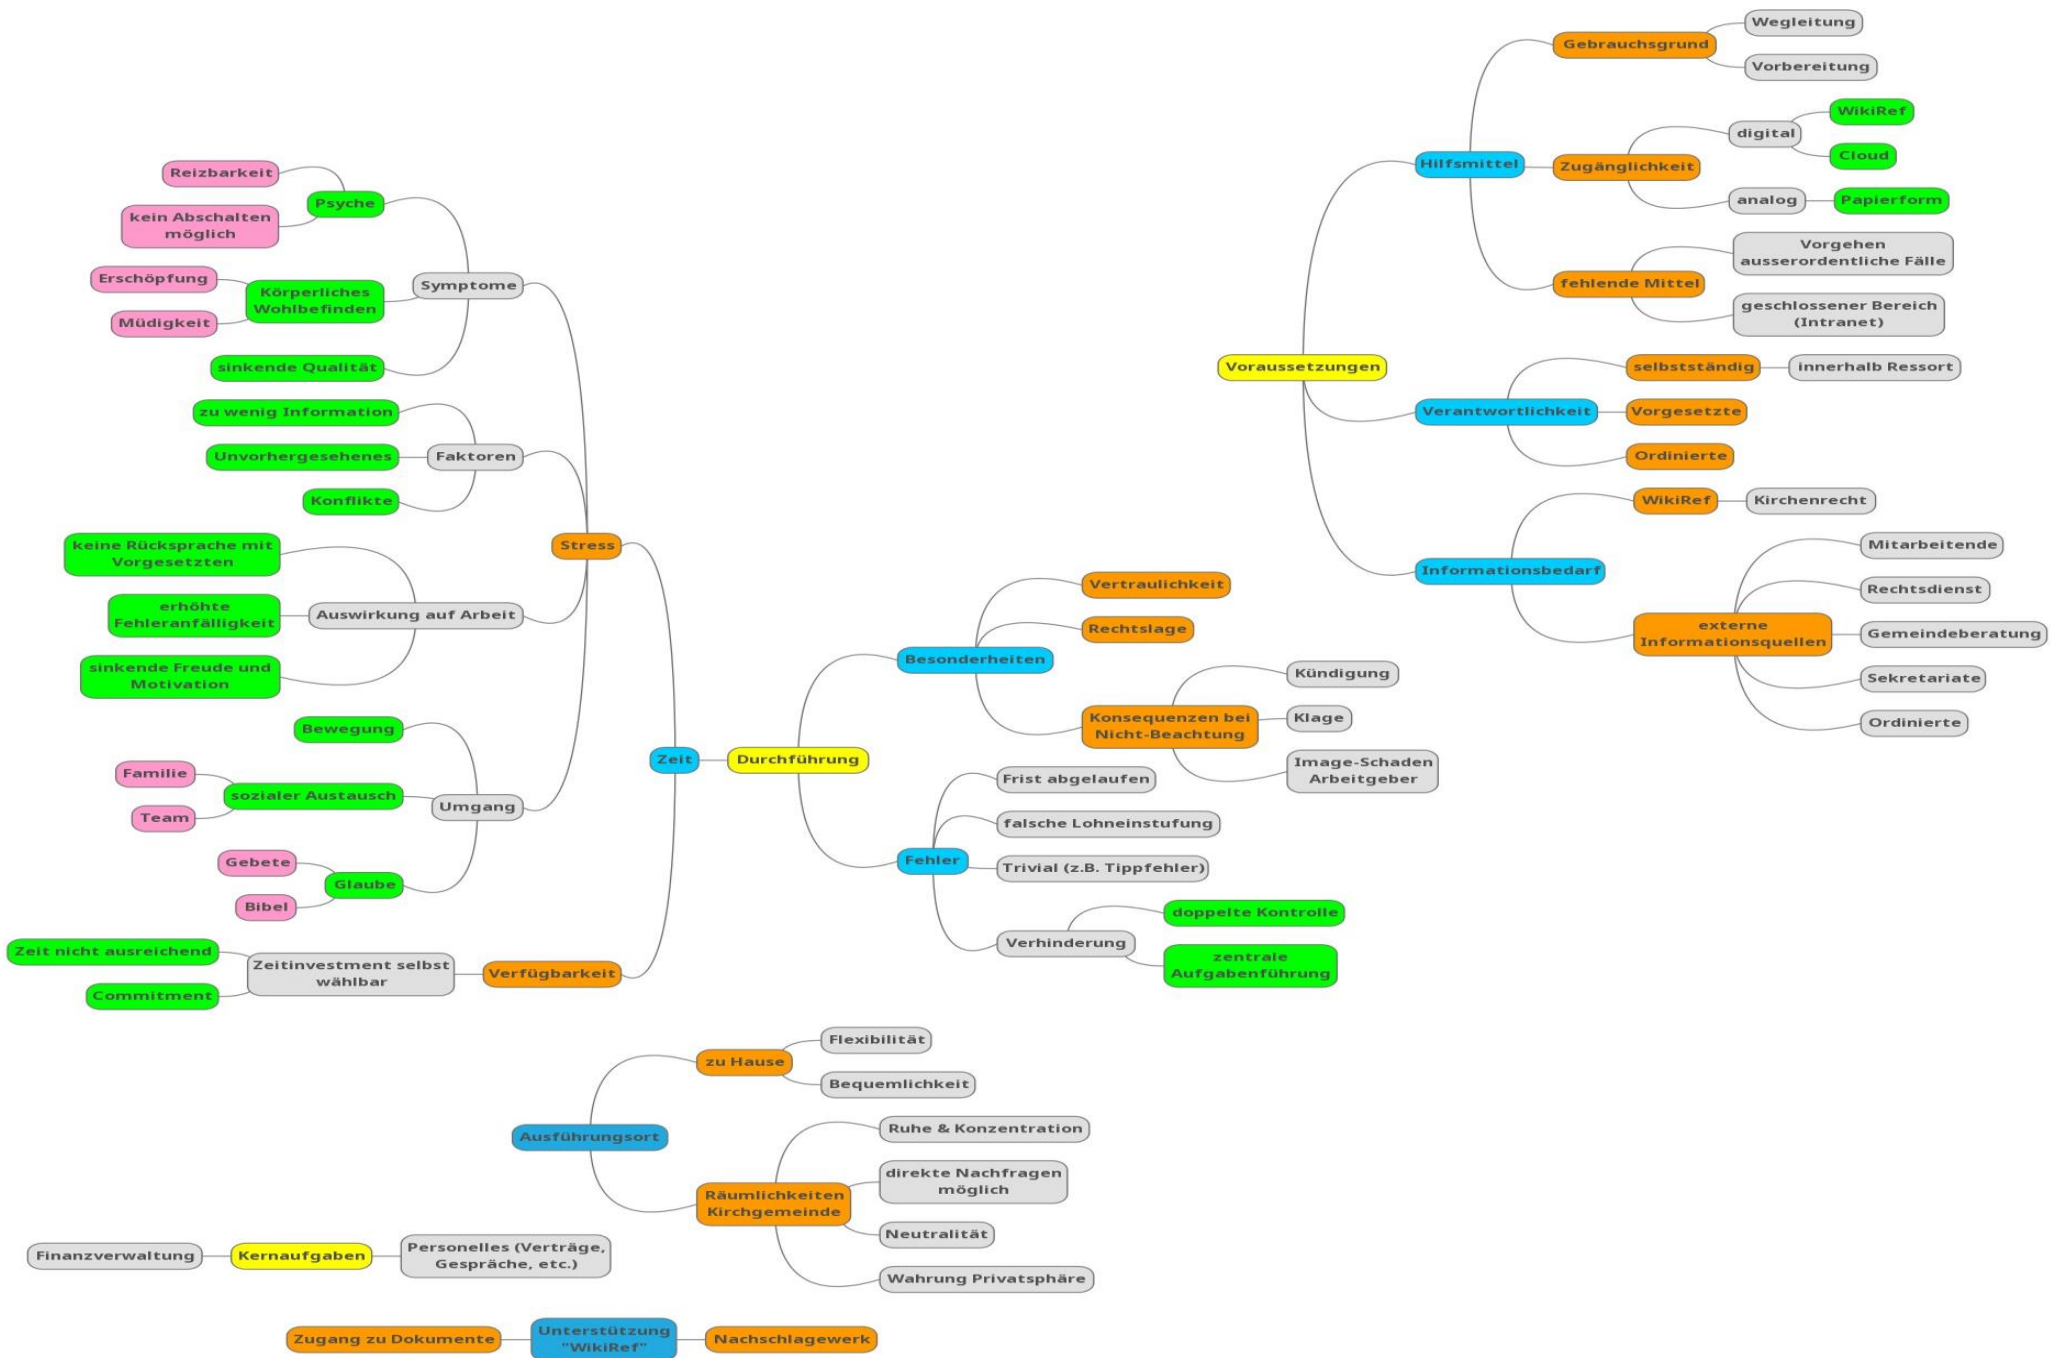 Wegleitung
Gebrauchsgrund
Vorbereitung
WikiRef
digital
Cloud
Hilfsmittel
Zugänglichkeit
analog
Papierform
Vorgehen
ausserordentliche Fälle
fehlende Mittel
geschlossener Bereich
(Intranet)
Voraussetzungen
selbstständig
innerhalb Ressort
Verantwortlichkeit
Vorgesetzte
Ordinierte
WikiRef
Kirchenrecht
Informationsbedarf
Mitarbeitende
Rechtsdienst
externe
Informationsquellen
Gemeindeberatung
Sekretariate
Ordinierte
Reizbarkeit
Psyche
kein Abschalten
möglich
Erschöpfung
Körperliches
Wohlbefinden
Müdigkeit
Symptome
sinkende Qualität
zu wenig Information
Unvorhergesehenes
Faktoren
Konflikte
Stress
keine Rücksprache mit
Vorgesetzten
erhöhte
Fehleranfälligkeit
Auswirkung auf Arbeit
sinkende Freude und
Motivation
Bewegung
Familie
sozialer Austausch
Team
Umgang
Gebete
Glaube
Bibel
Zeit nicht ausreichend
Zeitinvestment selbst
wählbar
Commitment
Verfügbarkeit
Zeit
Durchführung
Besonderheiten
Vertraulichkeit
Rechtslage
Konsequenzen bei
Nicht-Beachtung
Kündigung
Klage
Image-Schaden
Arbeitgeber
Fehler
Frist abgelaufen
falsche Lohneinstufung
Trivial (z.B. Tippfehler)
Verhinderung
doppelte Kontrolle
zentrale
Aufgabenführung
Ausführungsort
zu Hause
Flexibilität
Bequemlichkeit
Räumlichkeiten
Kirchgemeinde
Ruhe & Konzentration
direkte Nachfragen
möglich
Neutralität
Wahrung Privatsphäre
Finanzverwaltung
Kernaufgaben
Personelles (Verträge,
Gespräche, etc.)
Zugang zu Dokumente
Unterstützung
"WikiRef"
Nachschlagewerk